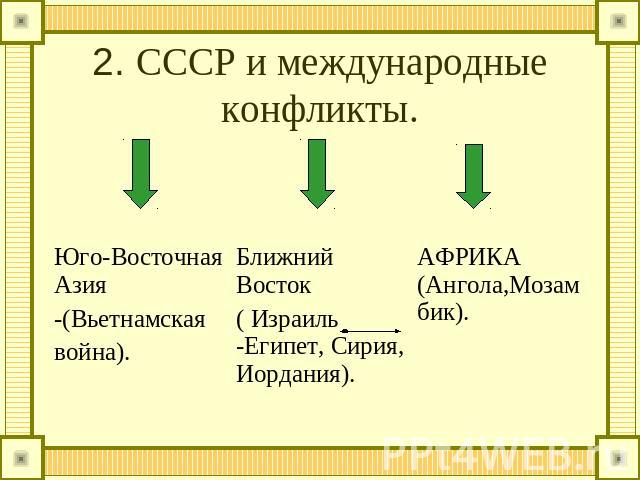 2. СССР и международные
конфликты.
Юго-Восточная
Азия
-(Вьетнамская
война).
Ближний
Восток
( Израиль
-Египет, Сирия,
Иордания).
АФРИКА
(Ангола,Мозам
бик).
PPt4WEB.ru